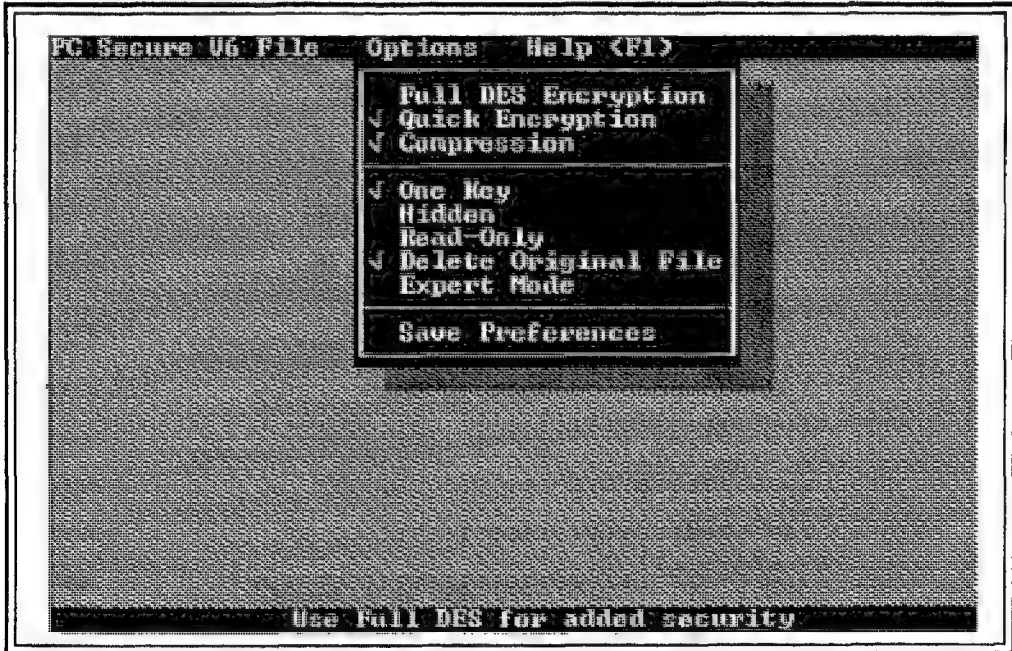 PC Secure V6 File Options Help <F1>
Full DES Encryption
√ Quick Encryption
√ Compression
√ One Key
Hidden
Read-Only
√ Delete Original File
Expert Mode
Save Preferences
Use Full DES for added security